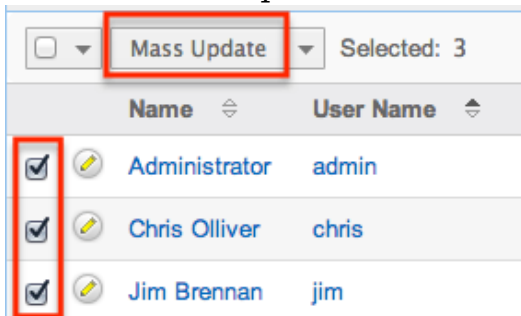 Mass Update Selected: 3
Name User Name
Administrator admin
Chris Olliver chris
Jim Brennan jim